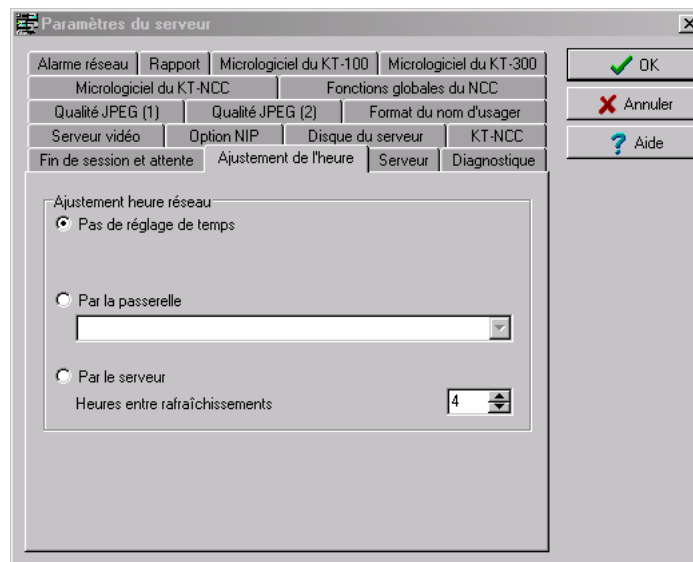 Paramètres du serveur
Alarme réseau Rapport Micrologiciel du KT-100 Micrologiciel du KT-300
Micrologiciel du KT-NCC Fonctions globales du NCC
Qualité JPEG (1) Qualité JPEG (2) Format du nom d'usager
Serveur vidéo Option NIP Disque du serveur KT-NCC
Fin de session et attente Ajustement de l'heure Serveur Diagnostique
OK
Annuler
Aide
Ajustement heure réseau
Pas de réglage de temps
Par la passerelle
Par le serveur
Heures entre rafraîchissements 4